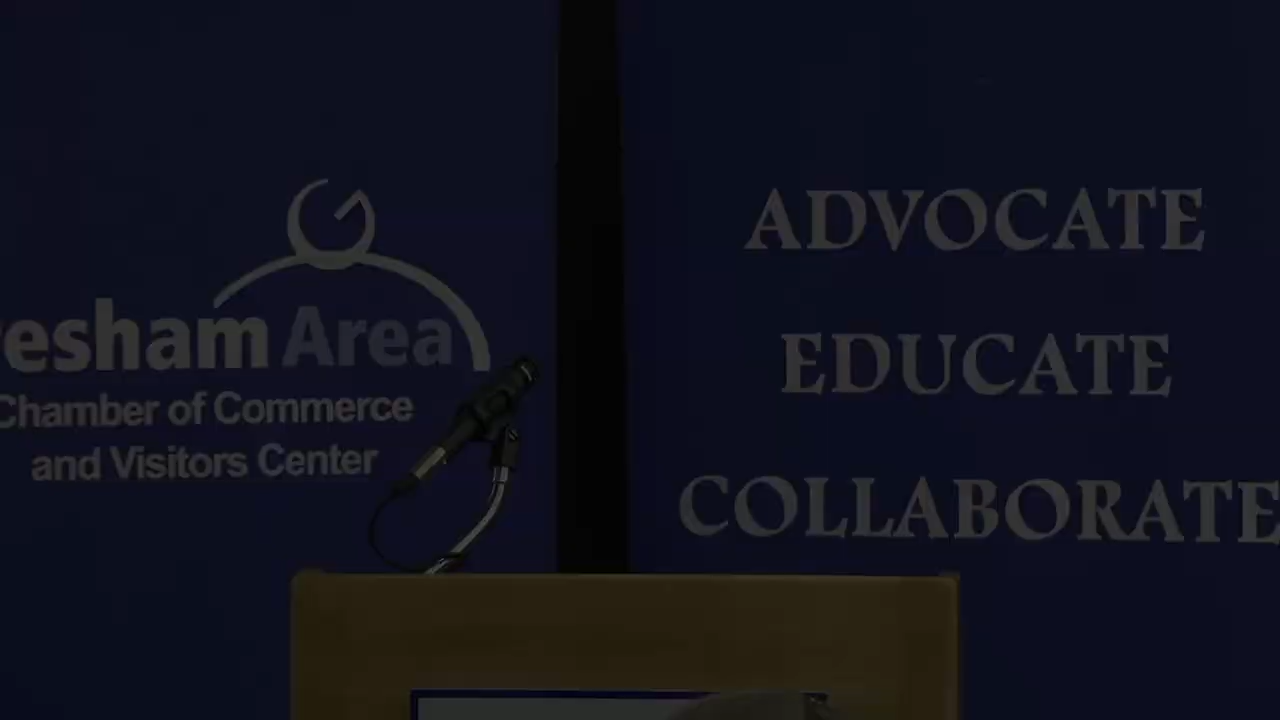 esham Area
Chamber of Commerce
and Visitors Center
ADVOCATE
EDUCATE
COLLABORATE